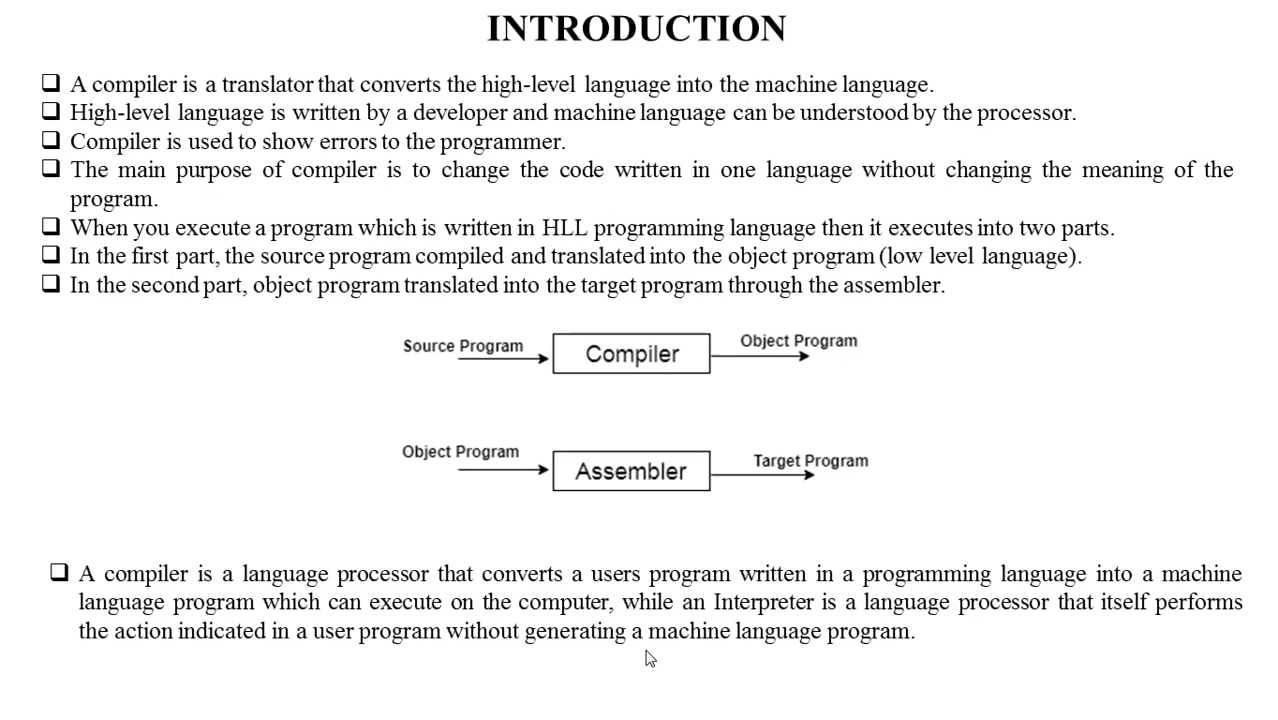 INTRODUCTION
❑ A compiler is a translator that converts the high-level language into the machine language.
❑ High-level language is written by a developer and machine language can be understood by the processor.
❑ Compiler is used to show errors to the programmer.
❑ The main purpose of compiler is to change the code written in one language without changing the meaning of the
program.
❑ When you execute a program which is written in HLL programming language then it executes into two parts.
❑ In the first part, the source program compiled and translated into the object program (low level language).
❑ In the second part, object program translated into the target program through the assembler.
Source Program
Compiler
Object Program
Object Program
Assembler
Target Program
❑ A compiler is a language processor that converts a users program written in a programming language into a machine
language program which can execute on the computer, while an Interpreter is a language processor that itself performs
the action indicated in a user program without generating a machine language program.